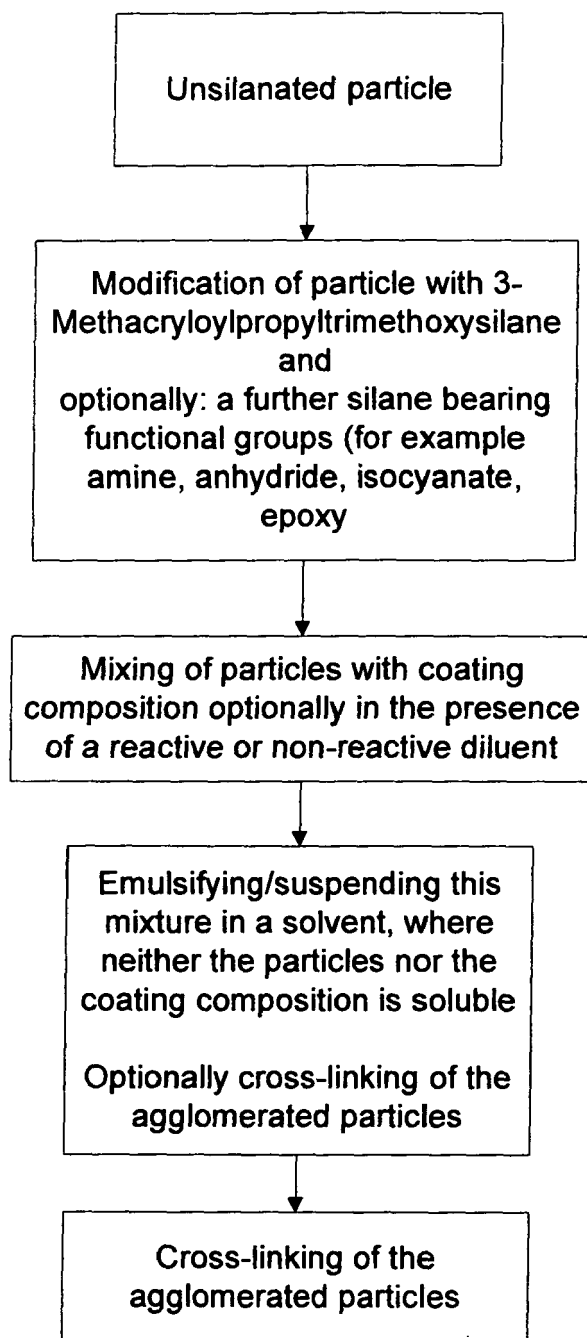 Unsilanated particle
Modification of particle with 3-
Methacryloylpropyltrimethoxysilane
and
optionally: a further silane bearing
functional groups (for example
amine, anhydride, isocyanate,
epoxy
Mixing of particles with coating
composition optionally in the presence
of a reactive or non-reactive diluent
Emulsifying/suspending this
mixture in a solvent, where
neither the particles nor the
coating composition is soluble
Optionally cross-linking of the
agglomerated particles
Cross-linking of the
agglomerated particles